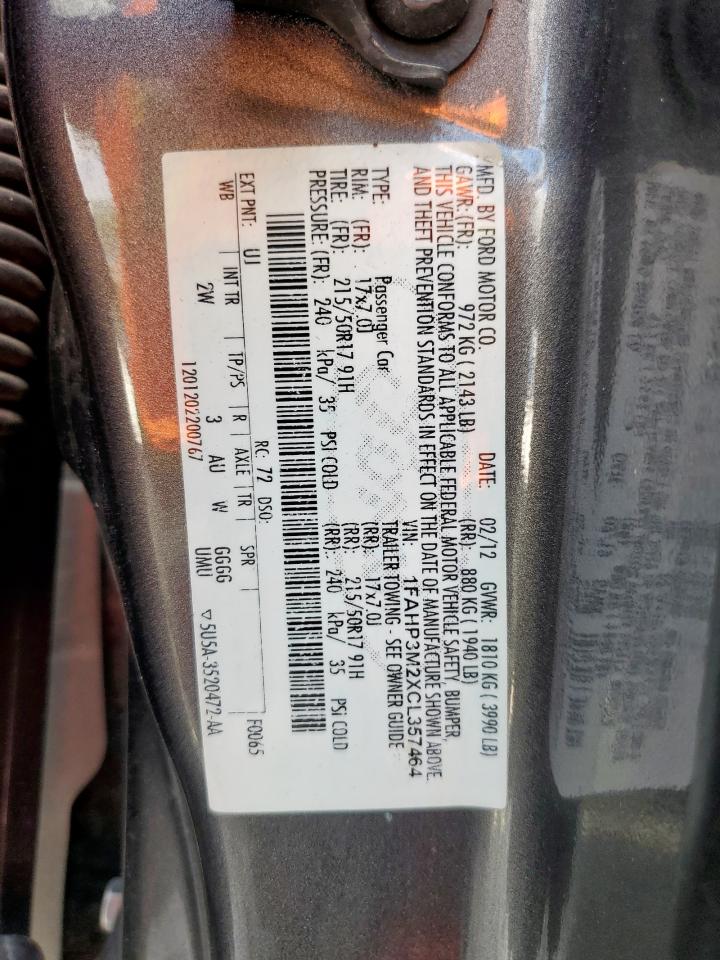 MFD. BY FORD MOTOR CO.
DATE: 02/12 GVWR: 1810 KG ( 3990 LB)
GAWR: (FR): 972 KG ( 2143 LB) (RR): 880 KG ( 1940 LB)
THIS VEHICLE CONFORMS TO ALL APPLICABLE FEDERAL MOTOR VEHICLE SAFETY, BUMPER,
AND THEFT PREVENTION STANDARDS IN EFFECT ON THE DATE OF MANUFACTURE SHOWN ABOVE.
VIN: 1FAHP3M2XCL357464
TYPE: Passenger Car TRAILER TOWING - SEE OWNER GUIDE
RIM: (FR): 17x7.0J (RR): 17x7.0J
TIRE: (FR): 215/50R17 91H (RR): 215/50R17 91H
PRESSURE: (FR): 240 kPa/ 35 PSI COLD (RR): 240 kPa/ 35 PSI COLD
RC: 72 DSO: F0065
EXT PNT: UJ
WB INT TR TP/PS R AXLE TR SPR
2W 3 AU W GGGG
UMU
1201202200767
▽5U5A-3520472-AA